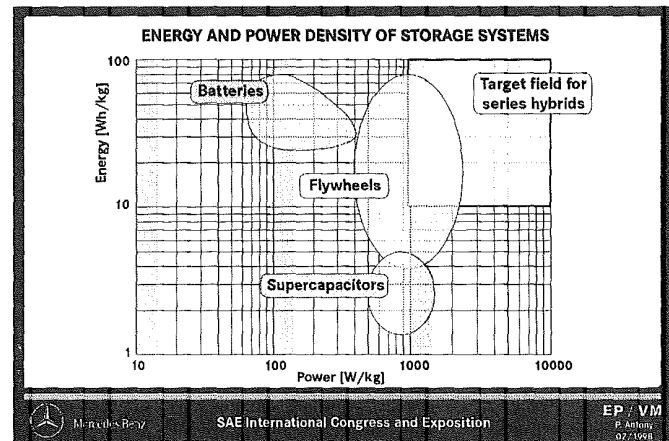 ENERGY AND POWER DENSITY OF STORAGE SYSTEMS
100
Batteries
Target field for
series hybrids
Energy [Wh/kg]
Flywheels
10
Supercapacitors
1
10
100
1000
10000
Power [W/kg]
Mercedes-Benz
SAE International Congress and Exposition
EP / VM
P. Antony
02/1998